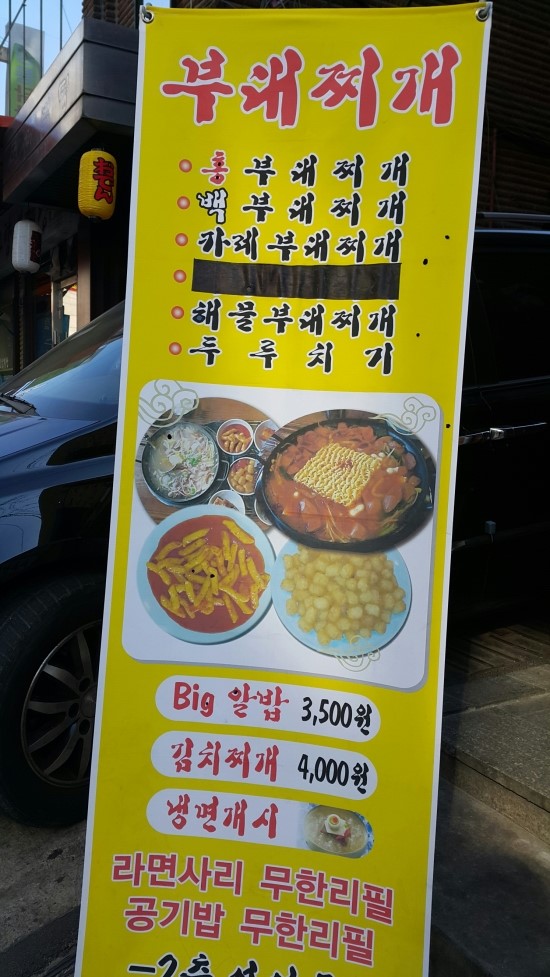 부대찌개
홍부대찌개
백부대찌개
카레부대찌개
해물부대찌개
두루치기
Big 알밥 3,500원
김치찌개 4,000원
냉면개시
라면사리 무한리필
공기밥 무한리필